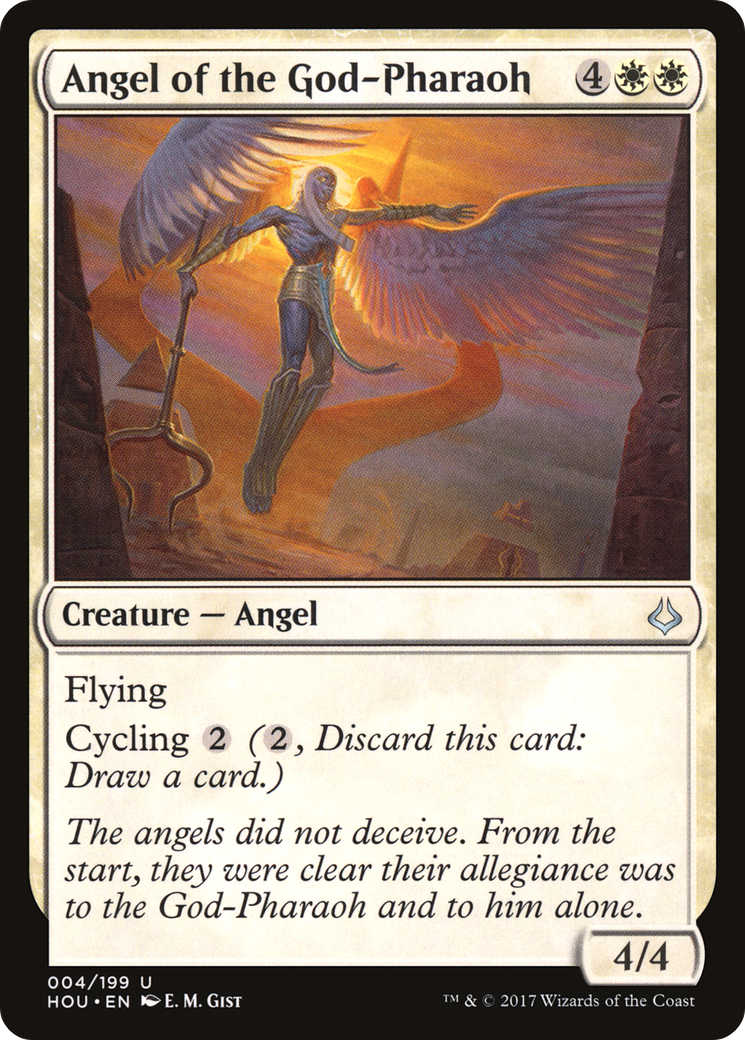 Angel of the God-Pharaoh 4
Creature — Angel
Flying
Cycling 2 (2, Discard this card:
Draw a card.)
The angels did not deceive. From the
start, they were clear their allegiance was
to the God-Pharaoh and to him alone.
4/4
004/199 U
HOU • EN E. M. Gist
™ & © 2017 Wizards of the Coast